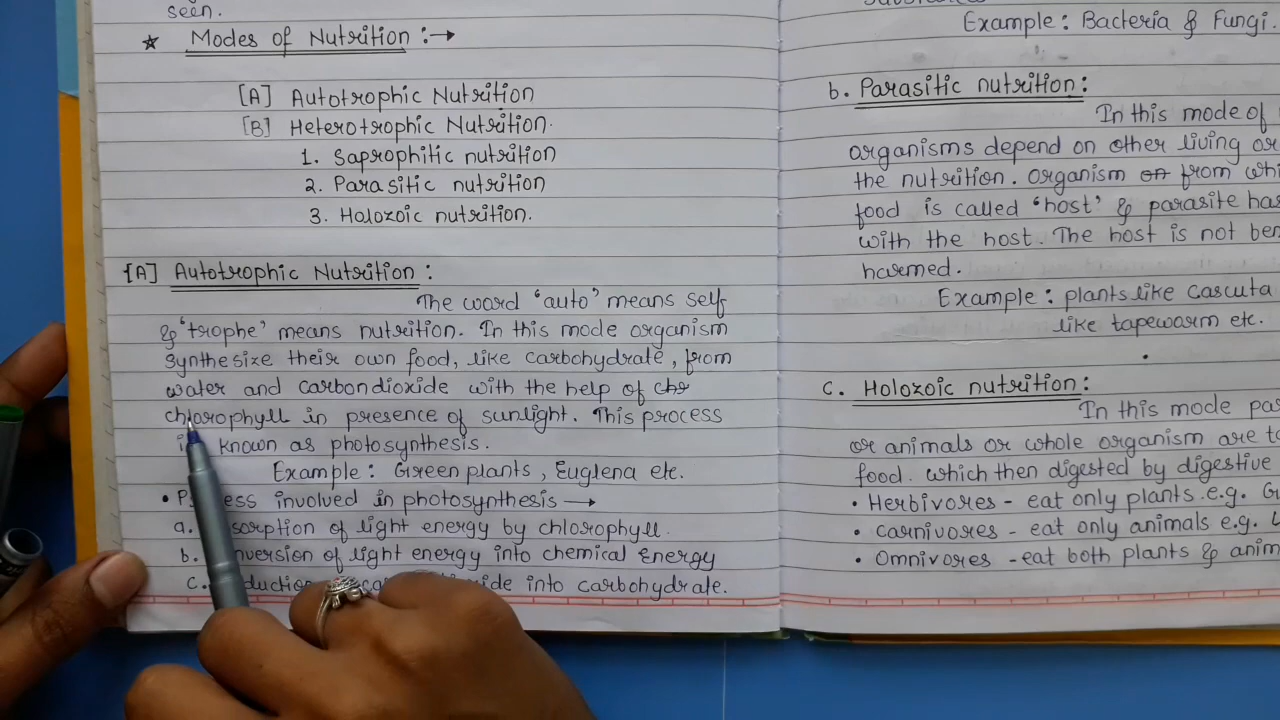 seen.
★ Modes of Nutrition :→
[A] Autotrophic Nutrition
[B] Heterotrophic Nutrition.
1. Saprophitic nutrition
2. Parasitic nutrition
3. Holozoic nutrition.
[A] Autotrophic Nutrition :
The word 'auto' means self
& 'trophe' means nutrition. In this mode organism
synthesize their own food, like carbohydrate, from
water and carbondioxide with the help of
chlorophyll in presence of sunlight. This process
known as photosynthesis.
Example : Green plants, Euglena etc.
• involved in photosynthesis →
a. of light energy by chlorophyll.
b. of light energy into chemical Energy
c. into carbohydrate.
Example : Bacteria & Fungi.
b. Parasitic nutrition :
In this mode of
organisms depend on other living
the nutrition. Organism from
food is called 'host' & parasite
with the host. The host is not
harmed.
Example : plants like Cascuta
like tapeworm etc.
c. Holozoic nutrition :
In this mode
or animals or whole organism are
food. which then digested by digestive
• Herbivores - eat only plants. e.g.
• Carnivores - eat only animals e.g.
• Omnivores - eat both plants &